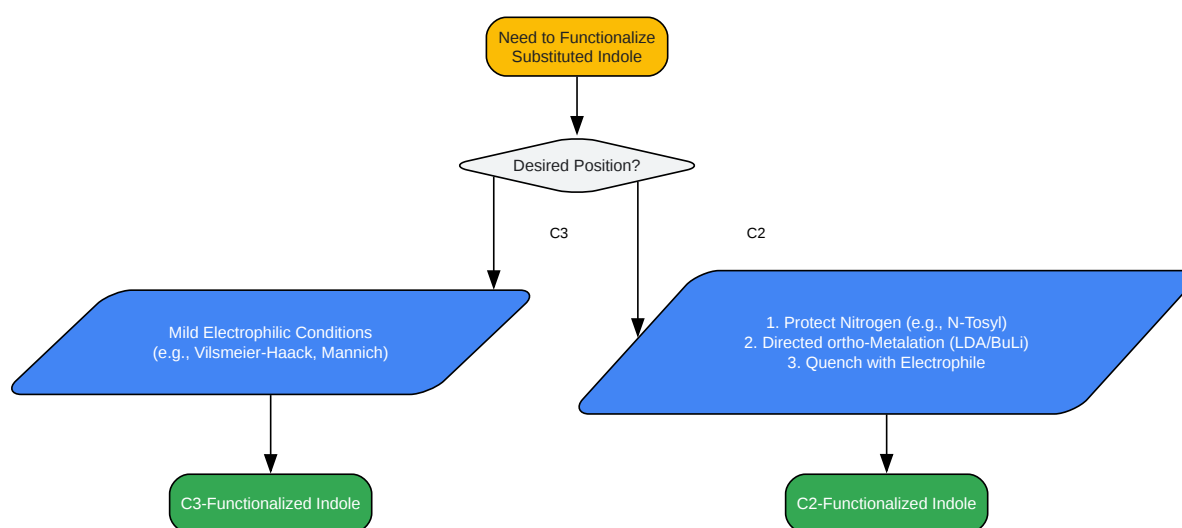 Need to Functionalize
Substituted Indole
Desired Position?
C3
C2
Mild Electrophilic Conditions
(e.g., Vilsmeier-Haack, Mannich)
1. Protect Nitrogen (e.g., N-Tosyl)
2. Directed ortho-Metalation (LDA/BuLi)
3. Quench with Electrophile
C3-Functionalized Indole
C2-Functionalized Indole